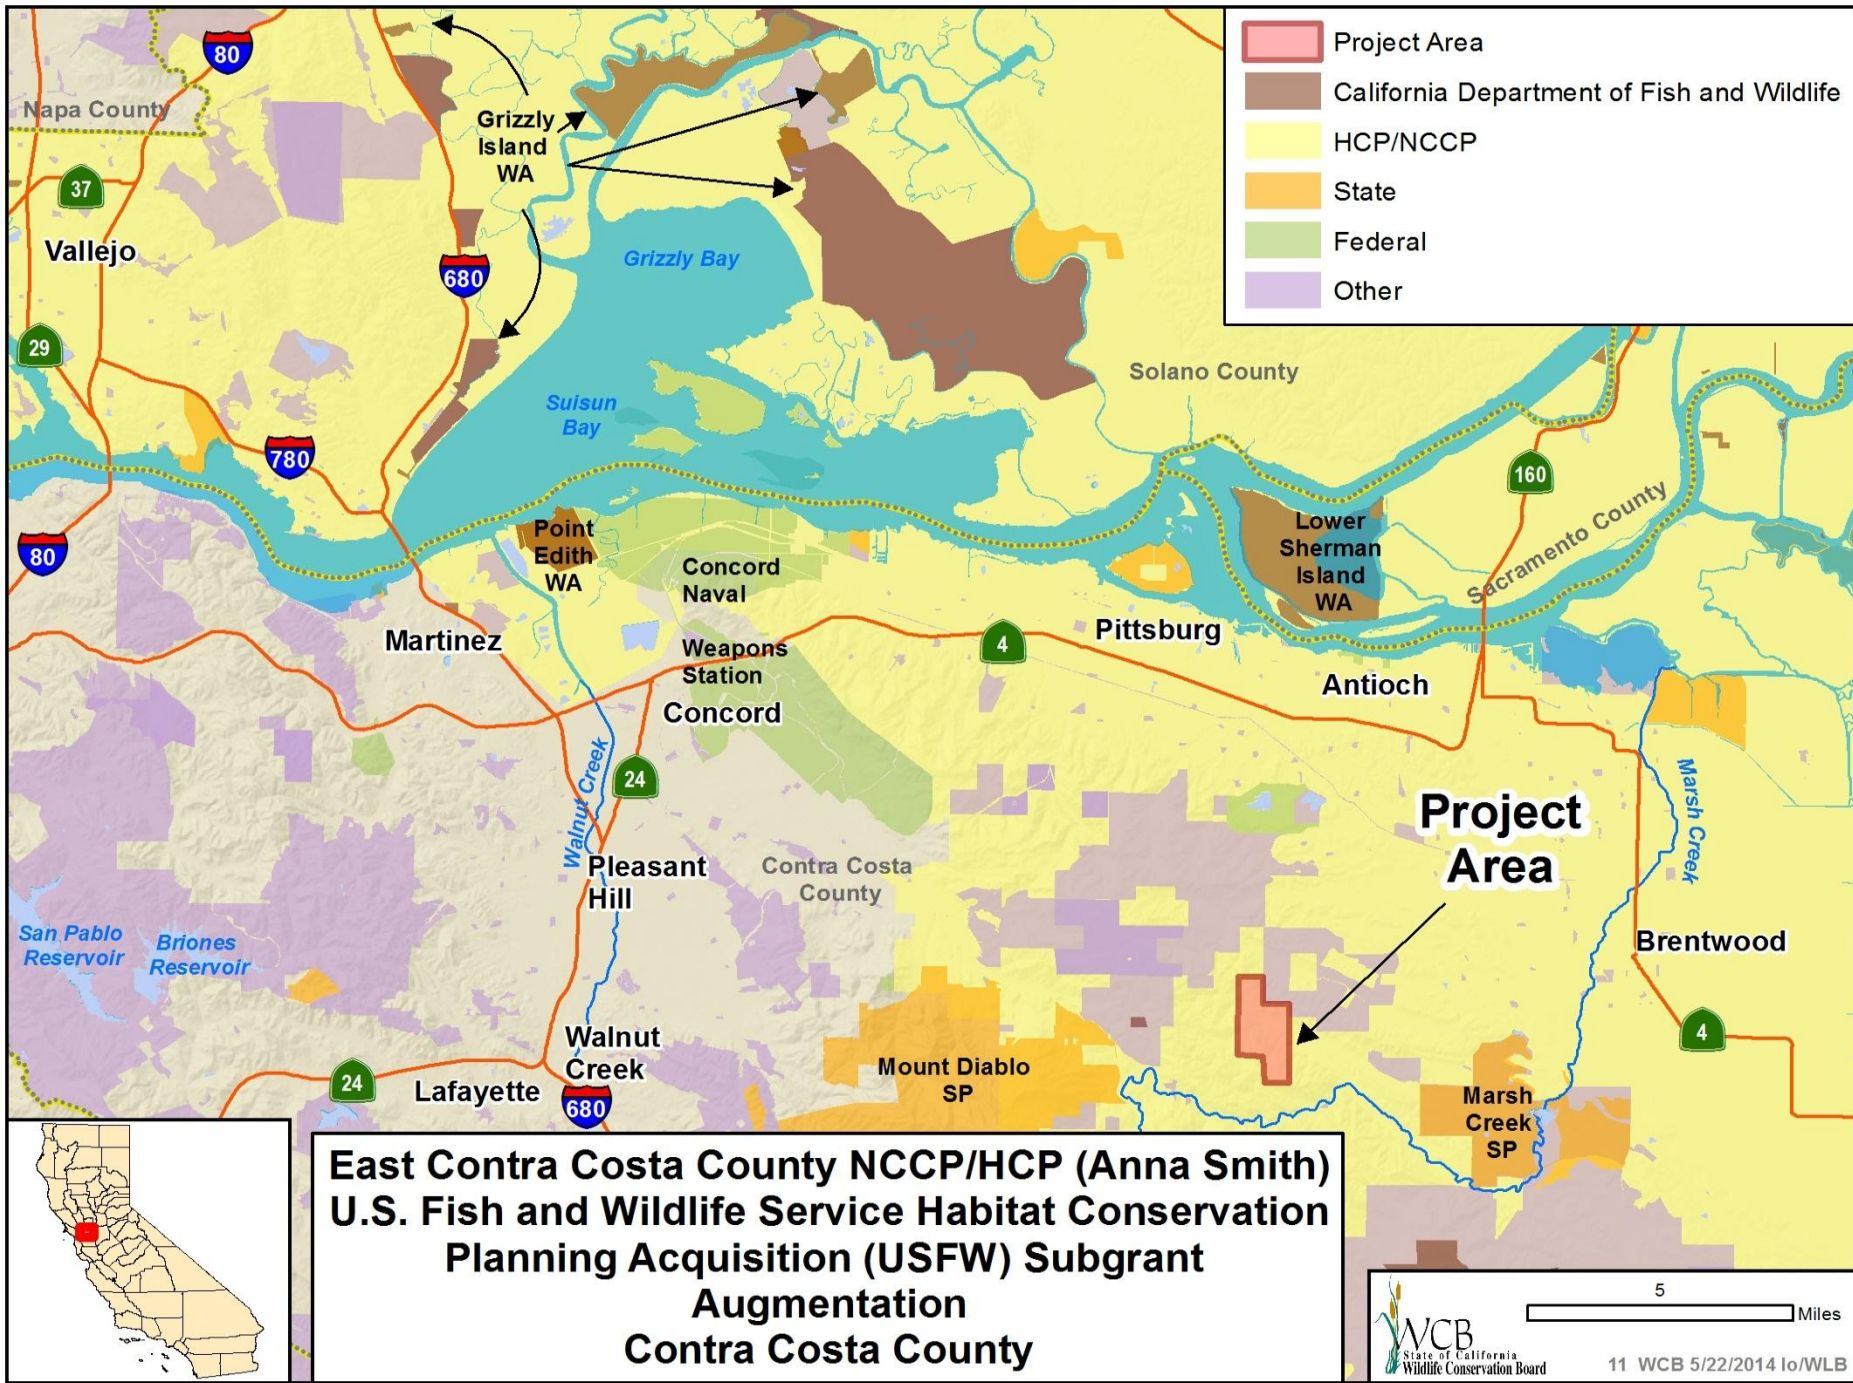 Project Area
California Department of Fish and Wildlife
HCP/NCCP
State
Federal
Other
80
Napa County
37
Vallejo
29
680
Grizzly
Island
WA
Grizzly Bay
Suisun
Bay
Solano County
780
80
160
Sacramento County
Point
Edith
WA
Concord
Naval
Weapons
Station
Lower
Sherman
Island
WA
Martinez
4
Pittsburg
Antioch
Concord
24
Walnut Creek
Pleasant
Hill
Contra Costa
County
Project
Area
Marsh Creek
Brentwood
San Pablo
Reservoir
Briones
Reservoir
Walnut
Creek
24
Lafayette
680
Mount Diablo
SP
Marsh
Creek
SP
4
East Contra Costa County NCCP/HCP (Anna Smith)
U.S. Fish and Wildlife Service Habitat Conservation
Planning Acquisition (USFW) Subgrant
Augmentation
Contra Costa County
5
Miles
WCB
State of California
Wildlife Conservation Board
11 WCB 5/22/2014 lo/WLB